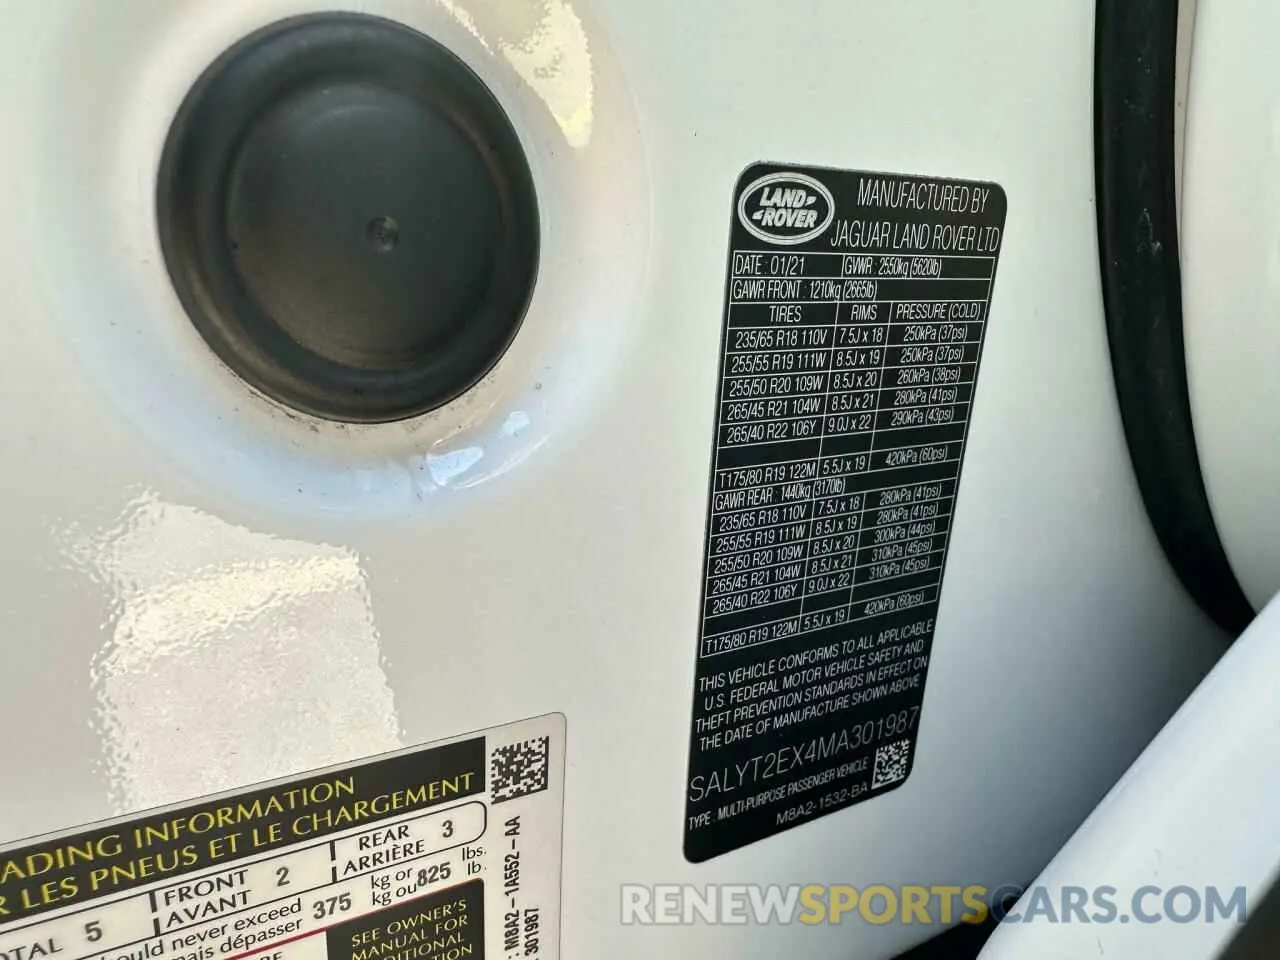 LAND ROVER
MANUFACTURED BY
JAGUAR LAND ROVER LTD
DATE : 01/21 GVWR : 2550kg (5620lb)
GAWR FRONT : 1210kg (2665lb)
TIRES RIMS PRESSURE (COLD)
235/65 R18 110V 7.5J x 18 250kPa (37psi)
255/55 R19 111W 8.5J x 19 250kPa (37psi)
255/50 R20 109W 8.5J x 20 260kPa (38psi)
265/45 R21 104W 8.5J x 21 280kPa (41psi)
265/40 R22 106Y 9.0J x 22 290kPa (43psi)
T175/80 R19 122M 5.5J x 19 420kPa (60psi)
GAWR REAR : 1440kg (3170lb)
235/65 R18 110V 7.5J x 18 280kPa (41psi)
255/55 R19 111W 8.5J x 19 280kPa (41psi)
255/50 R20 109W 8.5J x 20 300kPa (44psi)
265/45 R21 104W 8.5J x 21 310kPa (45psi)
265/40 R22 106Y 9.0J x 22 310kPa (45psi)
T175/80 R19 122M 5.5J x 19 420kPa (60psi)
THIS VEHICLE CONFORMS TO ALL APPLICABLE
U.S. FEDERAL MOTOR VEHICLE SAFETY AND
THEFT PREVENTION STANDARDS IN EFFECT ON
THE DATE OF MANUFACTURE SHOWN ABOVE
SALYT2EX4MA301987
TYPE : MULTI-PURPOSE PASSENGER VEHICLE
M8A2-1532-BA
ADING INFORMATION
R LES PNEUS ET LE CHARGEMENT
OTAL 5 FRONT AVANT 2 REAR ARRIÈRE 3
ould never exceed 375 kg or 825 lbs.
mais dépasser kg ou lb.
SEE OWNER'S
MANUAL FOR
: M8A2-1A552-AA
301987
RENEWSPORTSCARS.COM